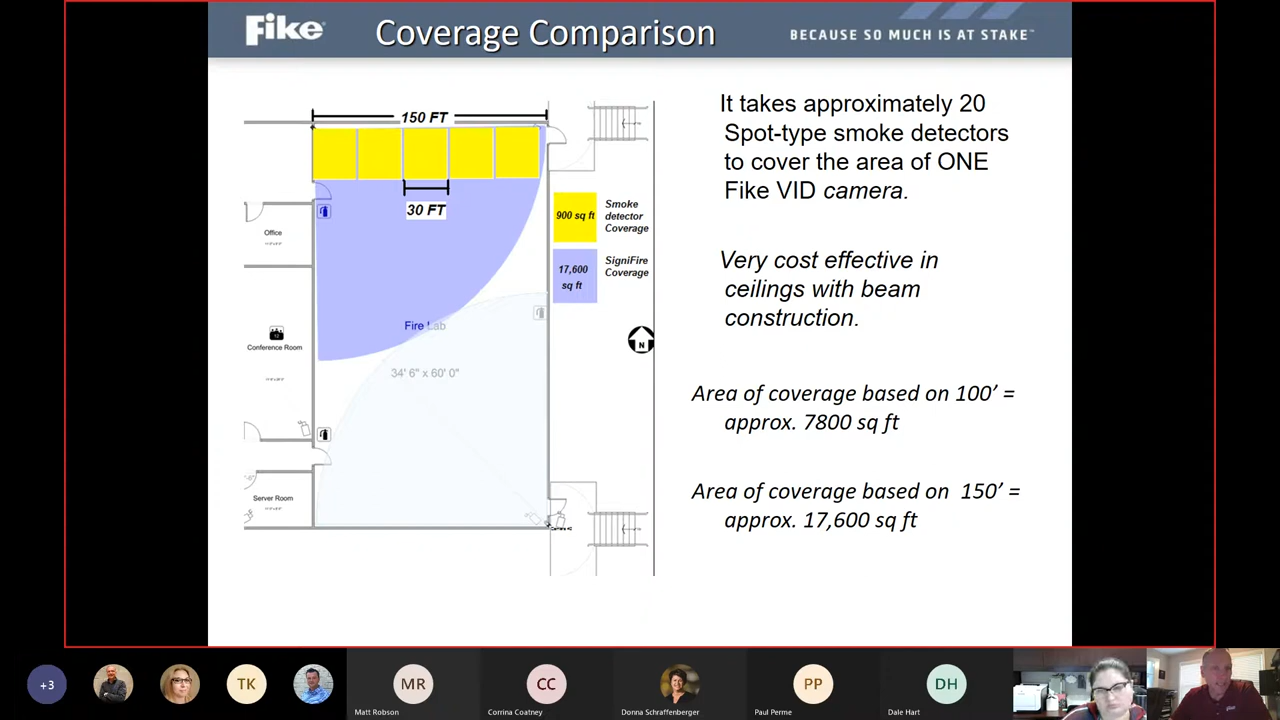 Fike
Coverage Comparison
BECAUSE SO MUCH IS AT STAKE™
150 FT
30 FT
Office
Fire Lab
Conference Room
34' 6" x 60' 0"
Server Room
900 sq ft
Smoke
detector
Coverage
17,600
sq ft
SigniFire
Coverage
N
It takes approximately 20
Spot-type smoke detectors
to cover the area of ONE
Fike VID camera.
Very cost effective in
ceilings with beam
construction.
Area of coverage based on 100’ =
approx. 7800 sq ft
Area of coverage based on 150’ =
approx. 17,600 sq ft
+3
TK
MR
Matt Robson
CC
Corrina Coatney
Donna Schraffenberger
PP
Paul Perme
DH
Dale Hart